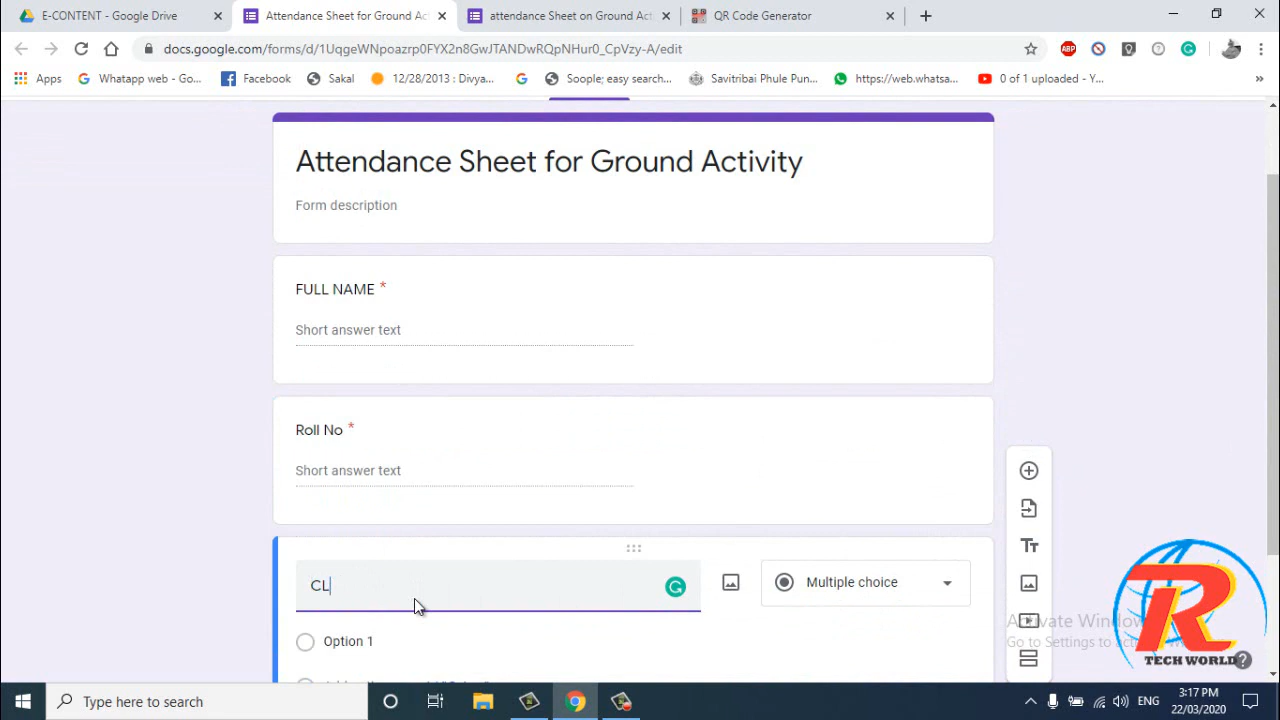 E-CONTENT - Google Drive
Attendance Sheet for Ground Ac
attendance Sheet on Ground Act
QR Code Generator
docs.google.com/forms/d/1UqgeWNpoazrp0FYX2n8GwJTANDwRQpNHur0_CpVzy-A/edit
ABP
Apps
Whatapp web - Go...
Facebook
Sakal
12/28/2013 : Divya...
Soople; easy search...
Savitribai Phule Pun...
https://web.whatsa...
0 of 1 uploaded - Y...
Attendance Sheet for Ground Activity
Form description
FULL NAME *
Short answer text
Roll No *
Short answer text
CL
Multiple choice
Option 1
Activate Window
Go to Settings to
R
TECH WORLD
Type here to search
ENG
3:17 PM
22/03/2020